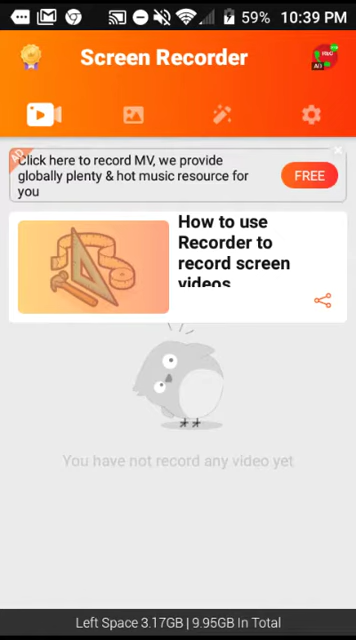 59% 10:39 PM
Screen Recorder
AD
AD
Click here to record MV, we provide
globally plenty & hot music resource for
you
FREE
How to use
Recorder to
record screen
videos
You have not record any video yet
Left Space 3.17GB | 9.95GB In Total